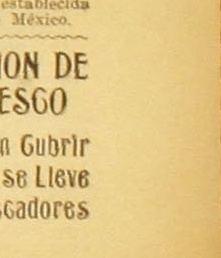 establecida
México.
ION DE
ESCO
n Cubrir
se Lleve
scadores